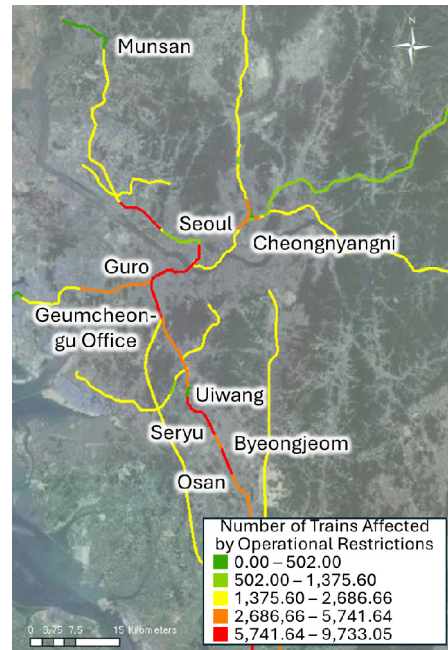 N
Munsan
Seoul
Cheongnyangni
Guro
Geumcheon-
gu Office
Uiwang
Seryu
Byeongjeom
Osan
Number of Trains Affected
by Operational Restrictions
0.00 – 502.00
502.00 – 1,375.60
1,375.60 – 2,686.66
2,686,66 – 5,741.64
5,741.64 – 9,733.05
0 3.75 7.5 15 Kilometers